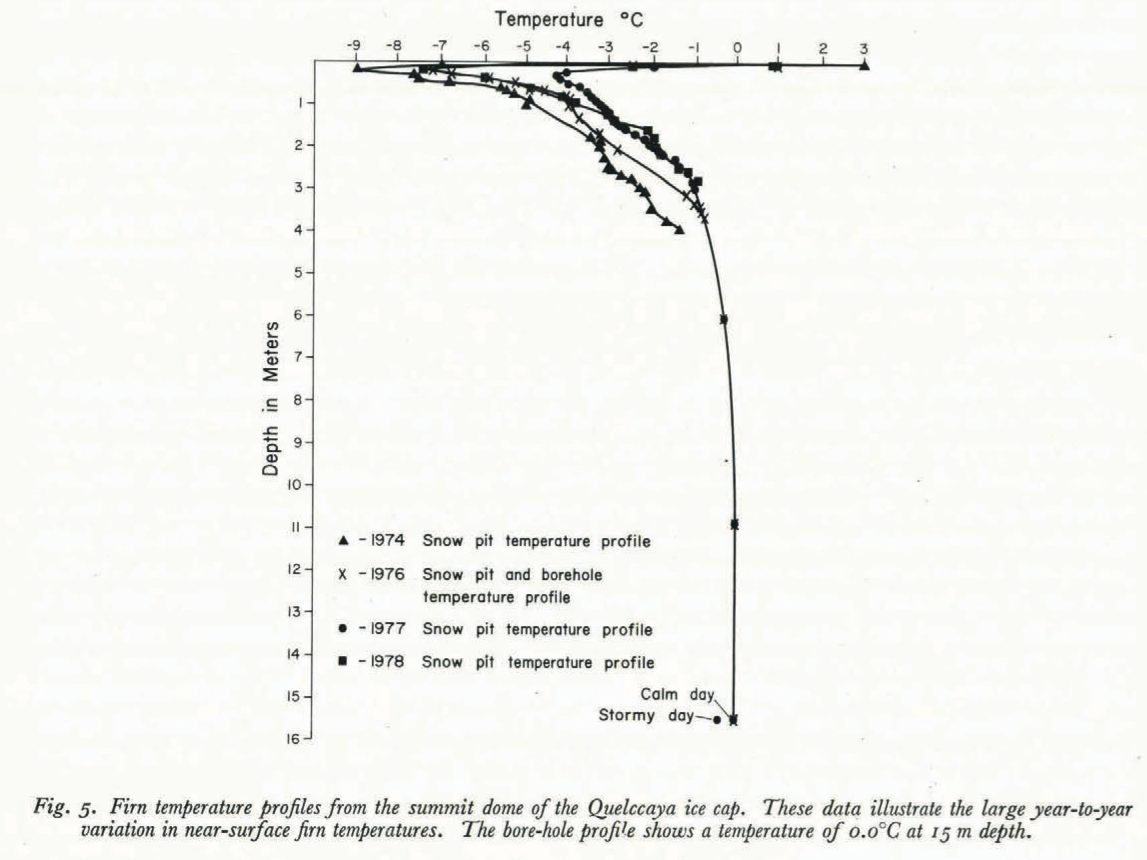 Temperature °C
-9 -8 -7 -6 -5 -4 -3 -2 -1 0 1 2 3
1
2
3
4
5
6
7
8
9
10
11
12
13
14
15
16
Depth in Meters
▲ - 1974 Snow pit temperature profile
x - 1976 Snow pit and borehole
temperature profile
● - 1977 Snow pit temperature profile
■ - 1978 Snow pit temperature profile
Calm day
Stormy day
Fig. 5. Firn temperature profiles from the summit dome of the Quelccaya ice cap. These data illustrate the large year-to-year
variation in near-surface firn temperatures. The bore-hole profile shows a temperature of 0.0°C at 15 m depth.